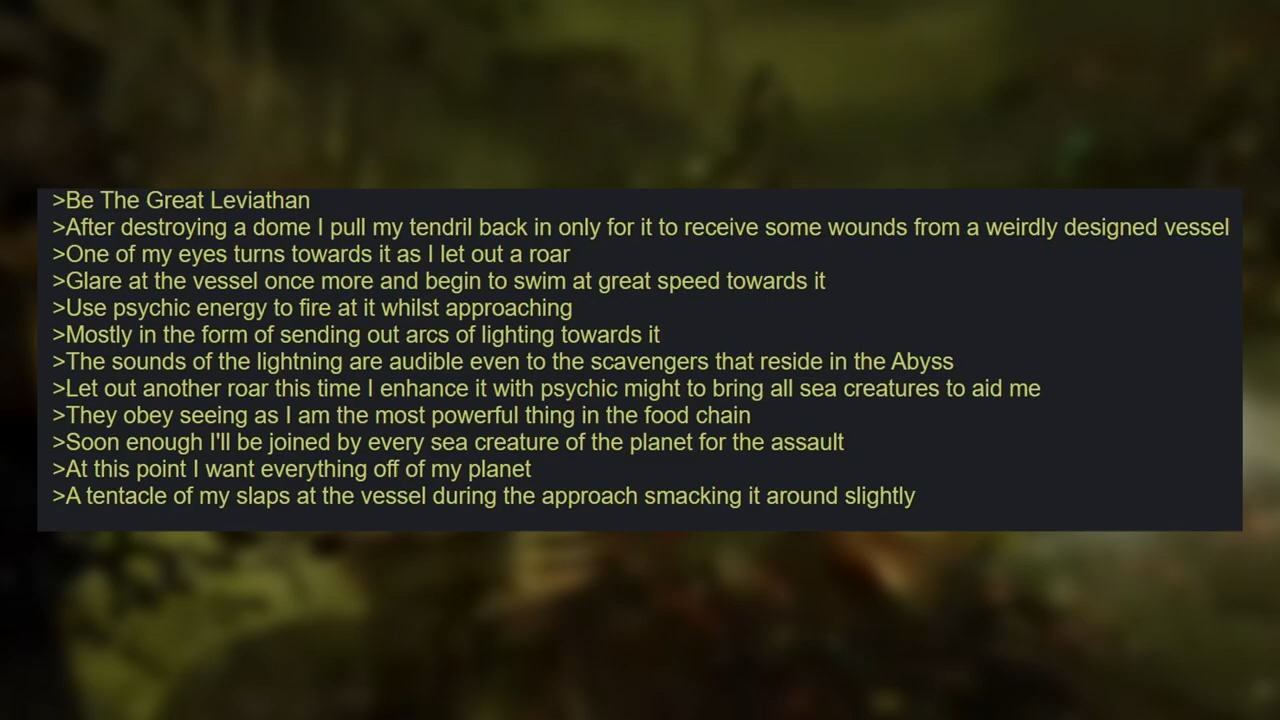 >Be The Great Leviathan
>After destroying a dome I pull my tendril back in only for it to receive some wounds from a weirdly designed vessel
>One of my eyes turns towards it as I let out a roar
>Glare at the vessel once more and begin to swim at great speed towards it
>Use psychic energy to fire at it whilst approaching
>Mostly in the form of sending out arcs of lighting towards it
>The sounds of the lightning are audible even to the scavengers that reside in the Abyss
>Let out another roar this time I enhance it with psychic might to bring all sea creatures to aid me
>They obey seeing as I am the most powerful thing in the food chain
>Soon enough I'll be joined by every sea creature of the planet for the assault
>At this point I want everything off of my planet
>A tentacle of my slaps at the vessel during the approach smacking it around slightly